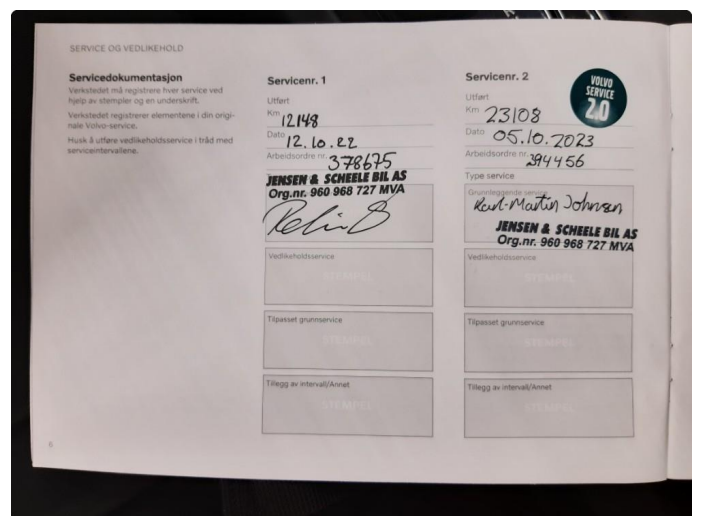 SERVICE OG VEDLIKEHOLD
Servicedokumentasjon
Verkstedet må registrere hver service ved
hjelp av stempler og en underskrift.
Verkstedet registrerer elementene i din origi-
nale Volvo-service.
Husk å utføre vedlikeholdsservice i tråd med
serviceintervallene.
Servicenr. 1
Utført
Km 12148
Dato 12.10.22
Arbeidsordre nr. 378675
JENSEN & SCHEELE BIL AS
Org.nr. 960 968 727 MVA
Vedlikeholdsservice
STEMPEL
Tilpasset grunnservice
STEMPEL
Tillegg av intervall/Annet
STEMPEL
Servicenr. 2
Utført
Km 23108
Dato 05.10.2023
Arbeidsordre nr. 294456
Type service
Grunnleggende service
Karl-Martin Johnsen
JENSEN & SCHEELE BIL AS
Org.nr. 960 968 727 MVA
Vedlikeholdsservice
STEMPEL
Tilpasset grunnservice
STEMPEL
Tillegg av intervall/Annet
STEMPEL
VOLVO
SERVICE
2.0
6